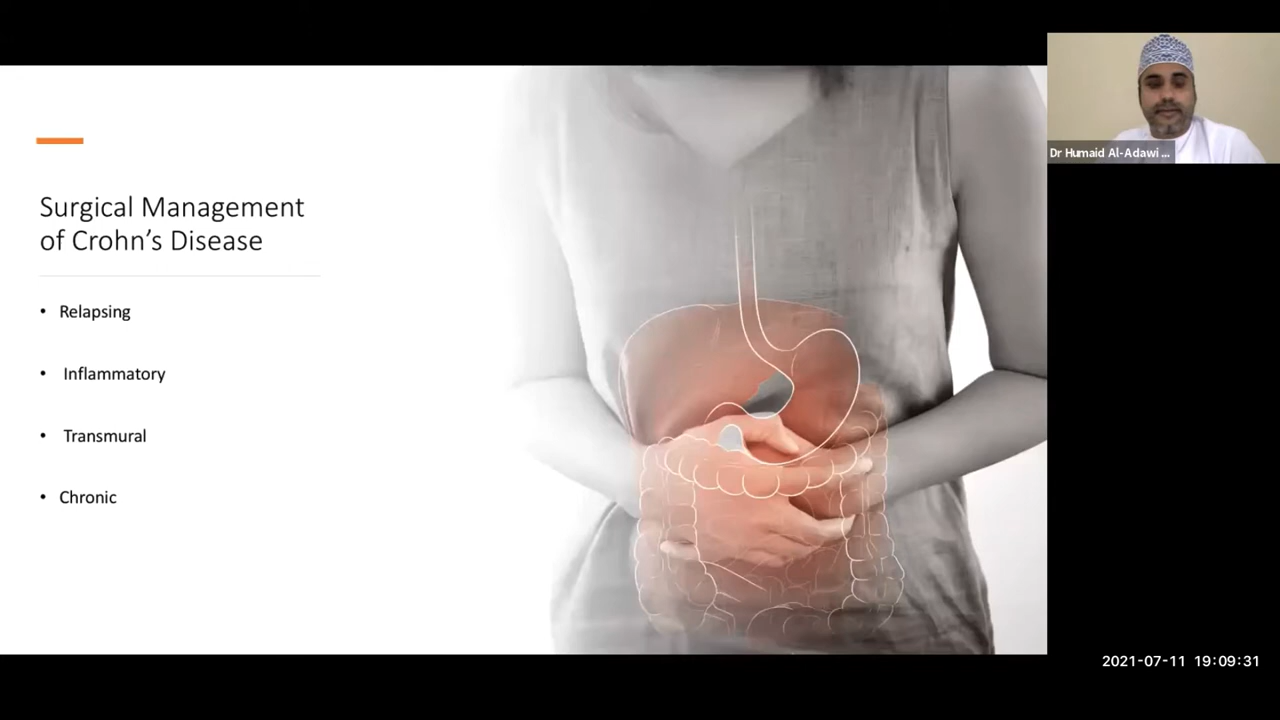 Surgical Management
of Crohn’s Disease
• Relapsing
• Inflammatory
• Transmural
• Chronic
Dr Humaid Al-Adawi ...
2021-07-11 19:09:31